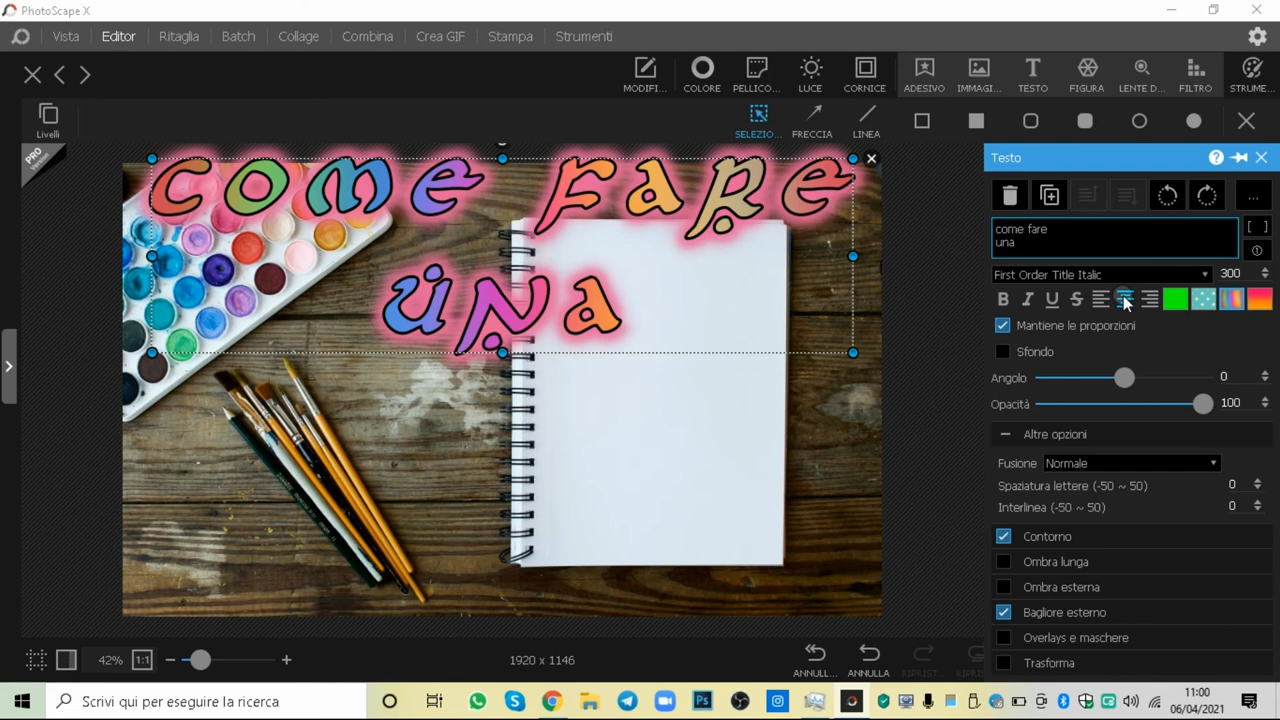 PhotoScape X
Vista Editor Ritaglia Batch Collage Combina Crea GIF Stampa Strumenti
MODIFI... COLORE PELLICO... LUCE CORNICE ADESIVO IMMAGI... TESTO FIGURA LENTE D... FILTRO STRUME...
Livelli
SELEZIO... FRECCIA LINEA
PRO Version
Testo
come fare
una
come fare
una
First Order Title Italic 300
Mantiene le proporzioni
Sfondo
Angolo 0
Opacità 100
Altre opzioni
Fusione Normale
Spaziatura lettere (-50 ~ 50) 0
Interlinea (-50 ~ 50) 0
Contorno
Ombra lunga
Ombra esterna
Bagliore esterno
Overlays e maschere
Trasforma
42% 1:1 1920 x 1146
ANNULL... ANNULLA RIPRIST... RIPRIS
Scrivi qui per eseguire la ricerca
11:00
06/04/2021